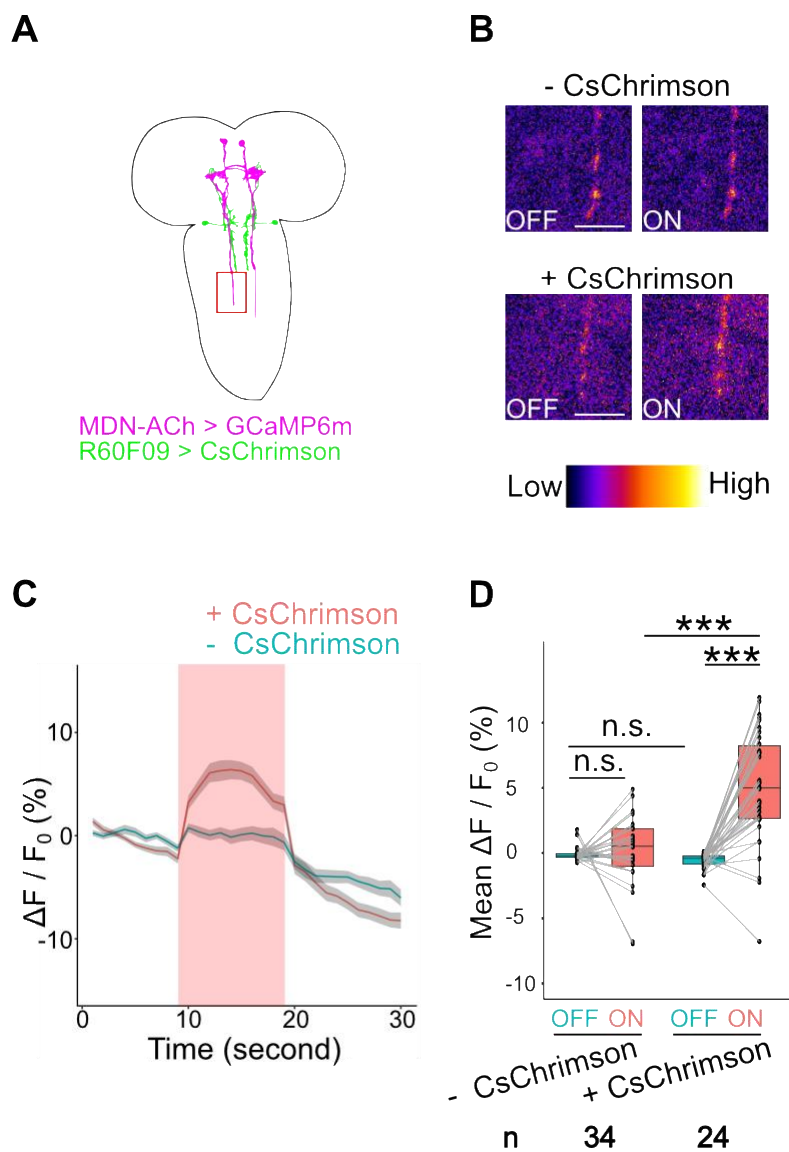 A
B
- CsChrimson
OFF
ON
+ CsChrimson
OFF
ON
MDN-ACh > GCaMP6m
R60F09 > CsChrimson
Low
High
C
D
+ CsChrimson
- CsChrimson
***
***
n.s.
n.s.
10
0
-10
ΔF / F0 (%)
0
10
20
30
Time (second)
10
5
0
-5
-10
Mean ΔF / F0 (%)
OFF ON
OFF ON
- CsChrimson
+ CsChrimson
n 34 24